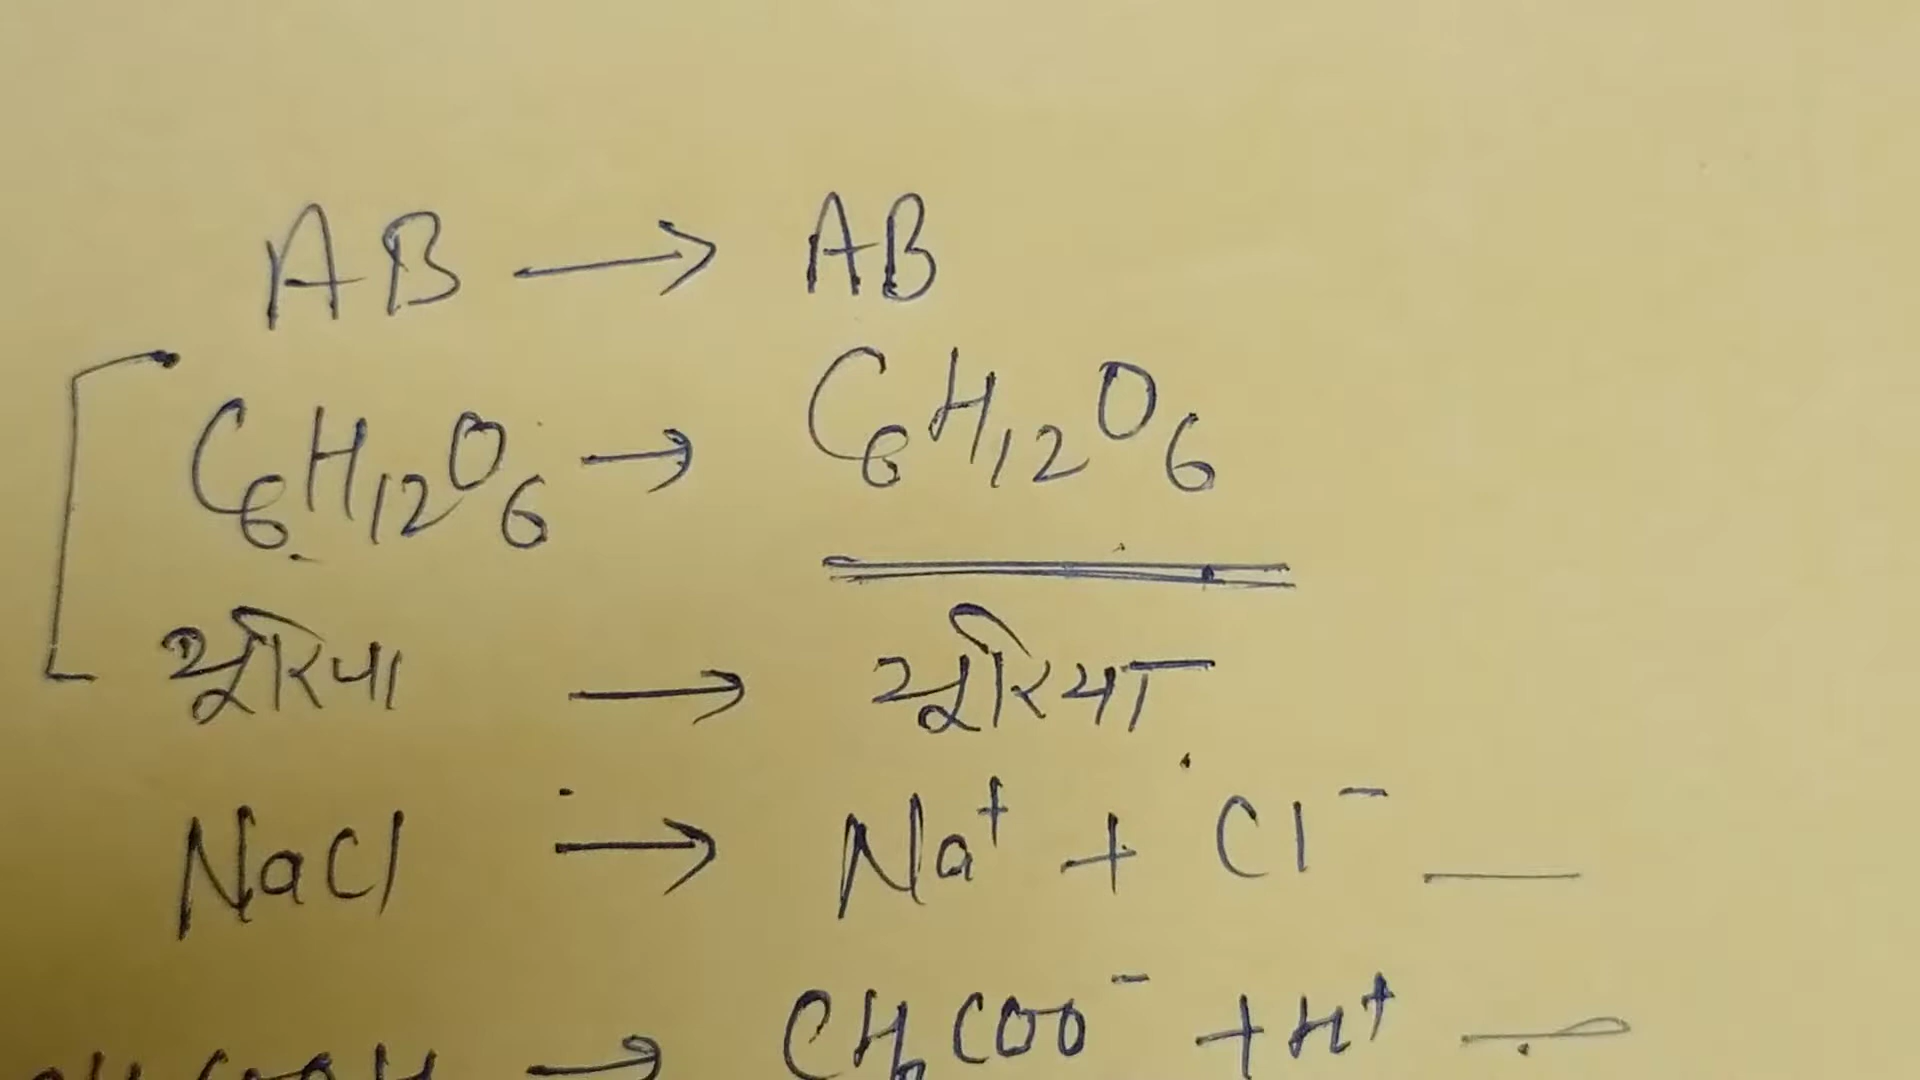 AB → AB
C₆H₁₂O₆ → C₆H₁₂O₆
यूरिया → यूरिया
NaCl → Na⁺ + Cl⁻
→ CH₃COO⁻ + H⁺